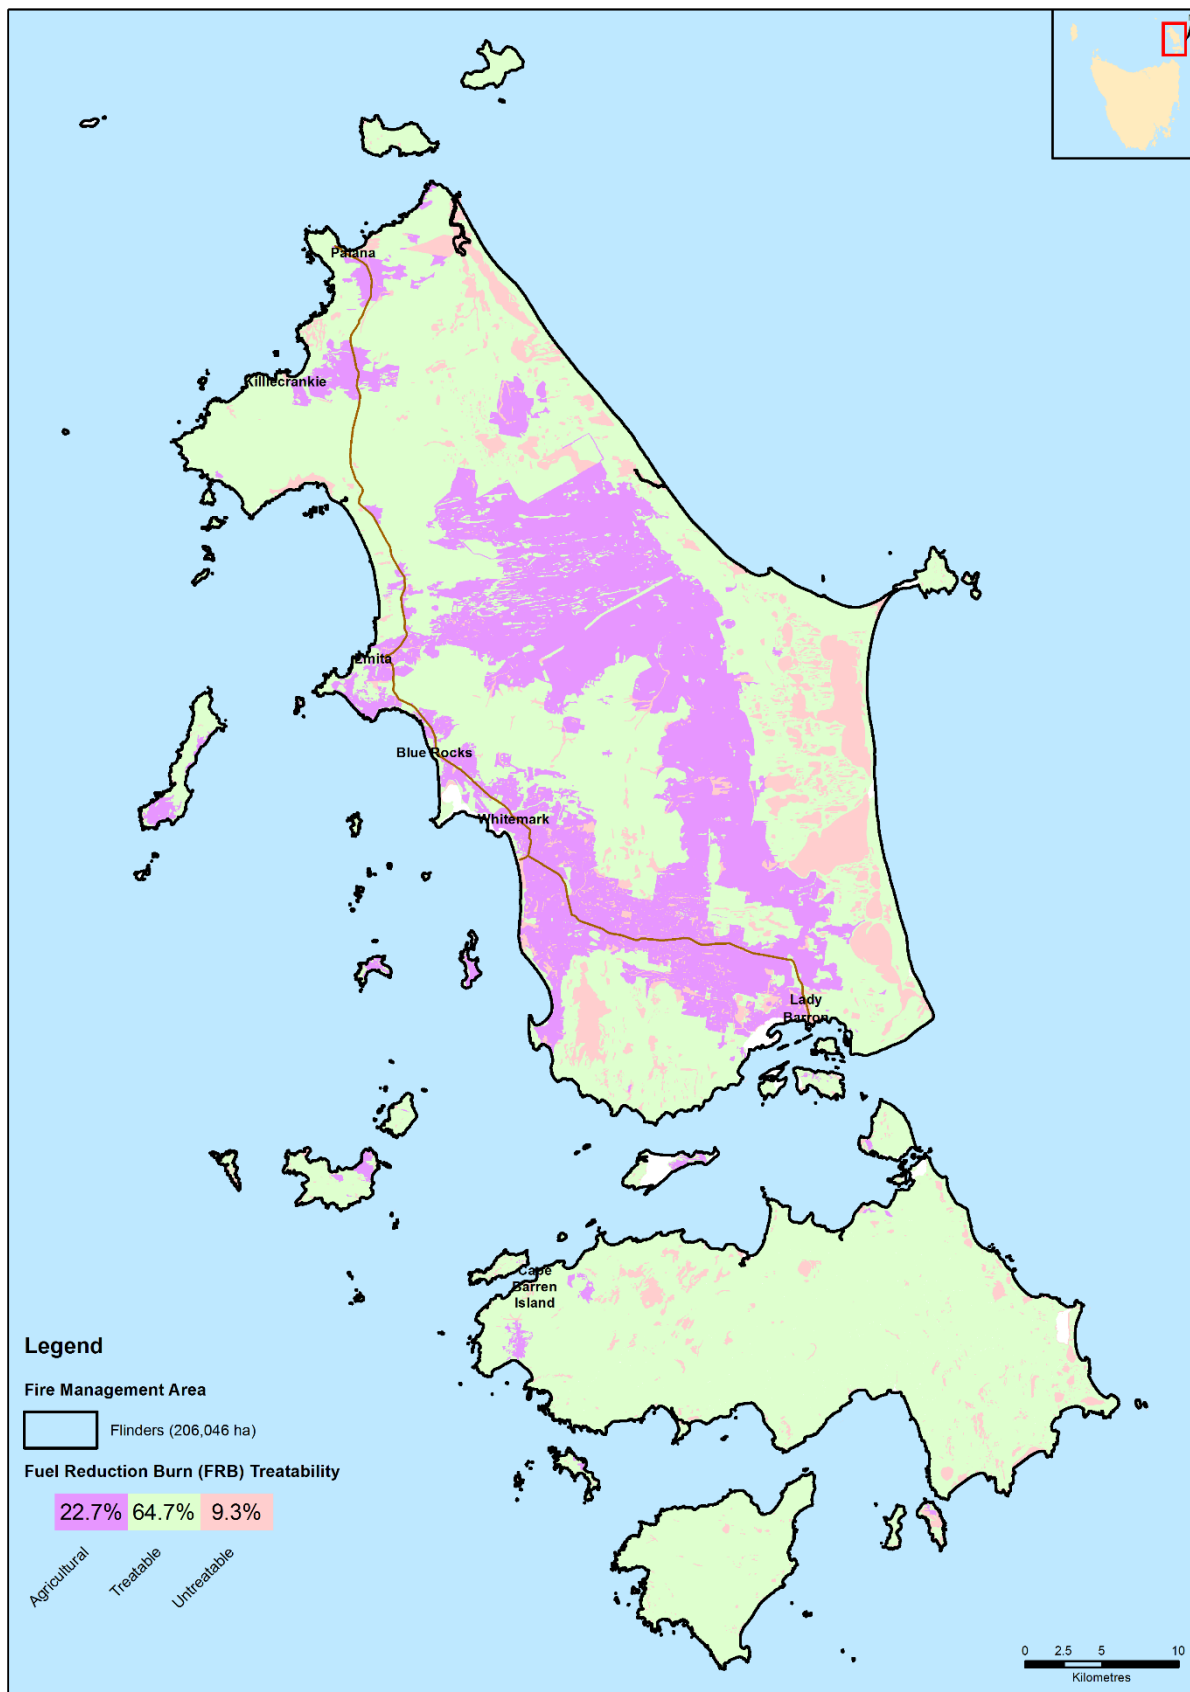 Palana
Killiecrankie
Emita
Blue Rocks
Whitemark
Lady
Barron
Cape
Barren
Island
Legend
Fire Management Area
Flinders (206,046 ha)
Fuel Reduction Burn (FRB) Treatability
22.7% 64.7% 9.3%
Agricultural Treatable Untreatable
0 2.5 5 10
Kilometres